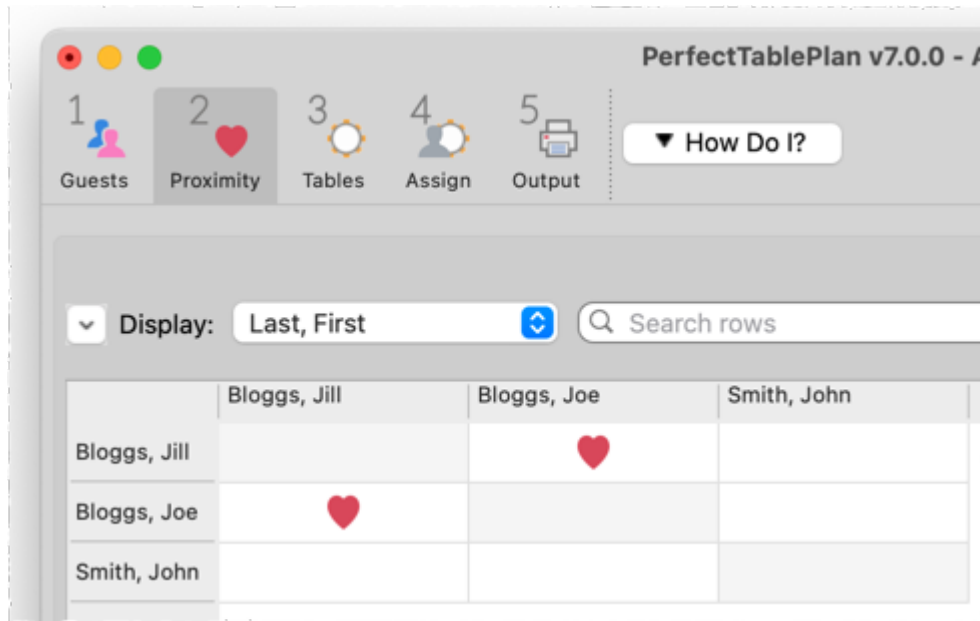 PerfectTablePlan v7.0.0 -
1 2 3 4 5
Guests Proximity Tables Assign Output
▼ How Do I?
Display: Last, First Search rows
Bloggs, Jill Bloggs, Joe Smith, John
Bloggs, Jill
Bloggs, Joe
Smith, John